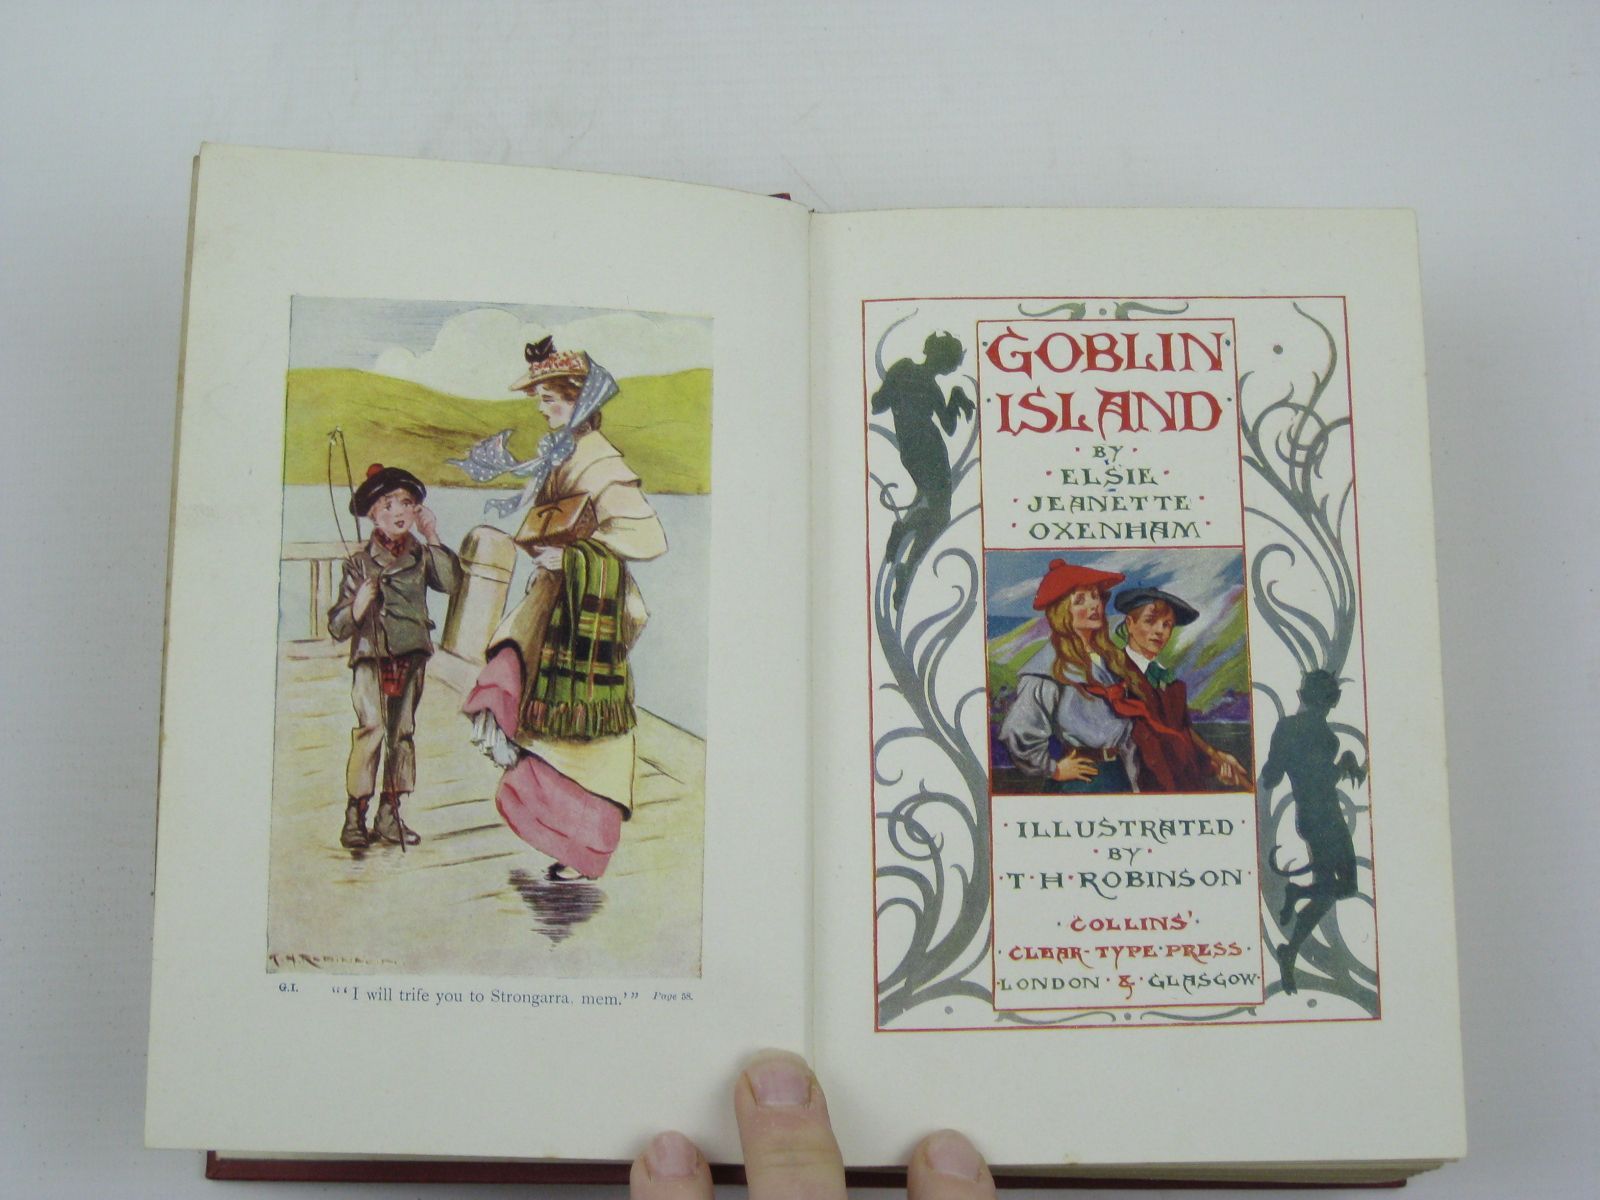 T. H. ROBINSON.
G.I. "'I will trife you to Strongarra, mem.'" Page 58.
GOBLIN
ISLAND
· BY ·
· ELSIE ·
· JEANETTE ·
· OXENHAM ·
· ILLUSTRATED ·
· BY ·
· T · H · ROBINSON ·
· COLLINS' ·
CLEAR-TYPE·PRESS
LONDON · & · GLASGOW